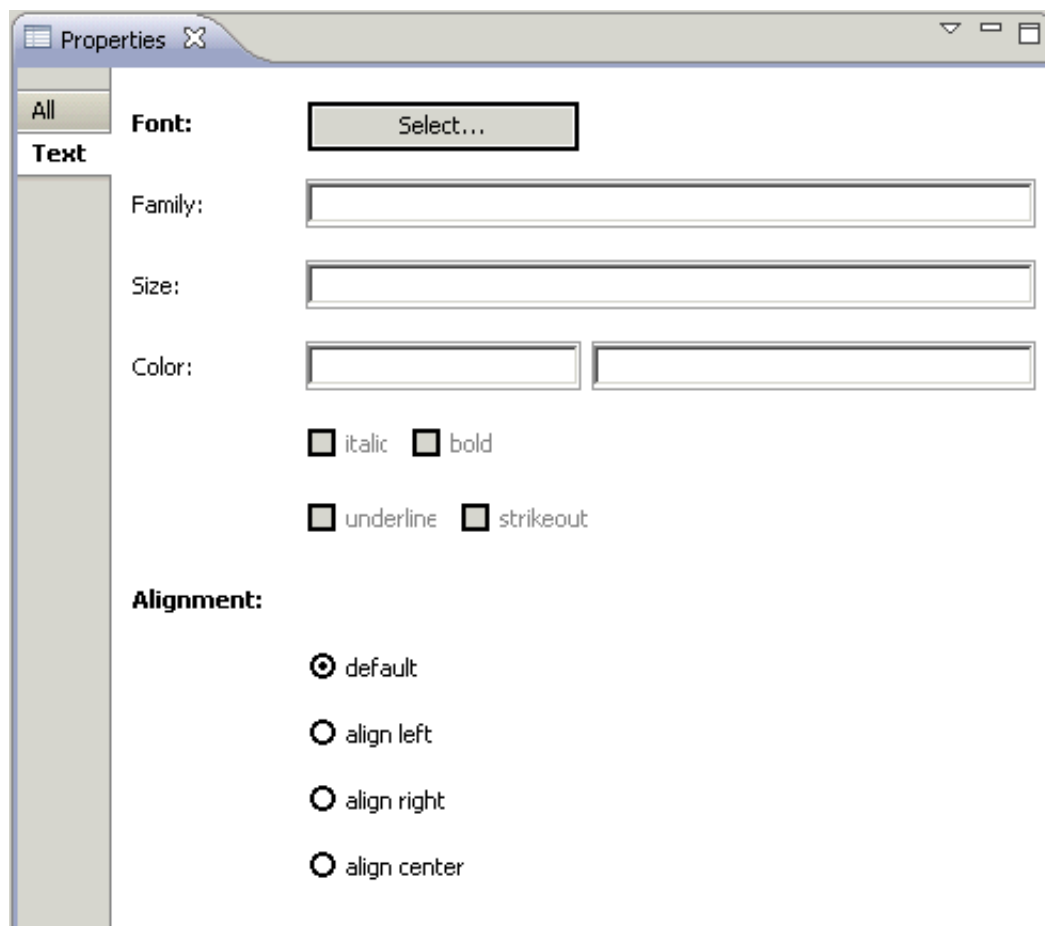 Properties
All
Text
Font: Select...
Family:
Size:
Color:
italic bold
underline strikeout
Alignment:
default
align left
align right
align center